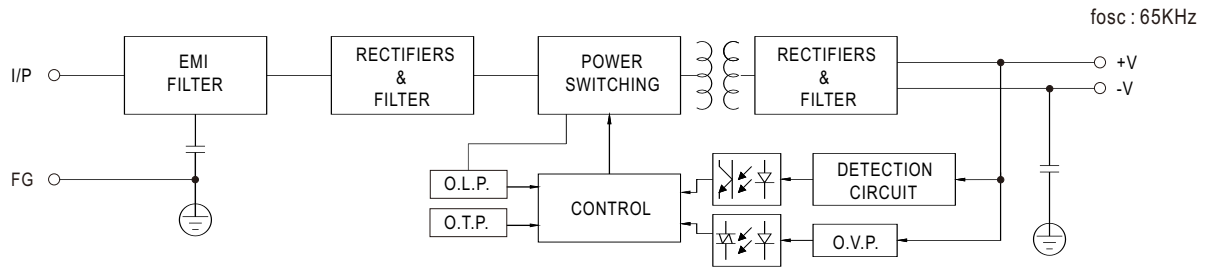 fosc : 65KHz
I/P
EMI
FILTER
RECTIFIERS
&
FILTER
POWER
SWITCHING
RECTIFIERS
&
FILTER
+V
-V
FG
O.L.P.
O.T.P.
CONTROL
DETECTION
CIRCUIT
O.V.P.